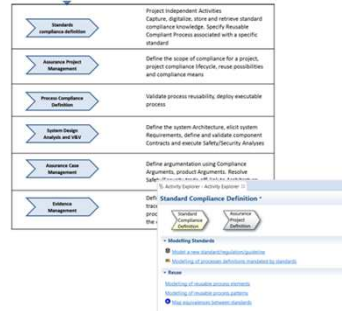 Project Independent Activities
Standards
compliance definition
Capture, digitalize, store and retrieve standard
compliance knowledge. Specify Reusable
Compliant Process associated with a specific
standard
Assurance Project
Management
Define the scope of compliance for a project,
project compliance lifecycle, reuse possibilities
and compliance means
Process Compliance
Definition
Validate process reusability, deploy executable
process
System Design
Analysis and V&V
Define the system Architecture, elicit system
Requirements, define and validate component
Contracts and execute Safety/Security Analyses
Assurance Case
Management
Define argumentation using Compliance
Arguments, product Arguments. Resolve
Evidence
Management
Defi
trace
proc
the
Activity Explorer - Activity Explorer
Standard Compliance Definition
Standard
Compliance
Definition
Assurance
Project
Definition
Modelling Standards
Model a new standard/regulation/guideline
Modelling of processes definitions mandated by standards
Reuse
Modelling of reusable process elements
Modelling of reusable process patterns
Map equivalences between standards